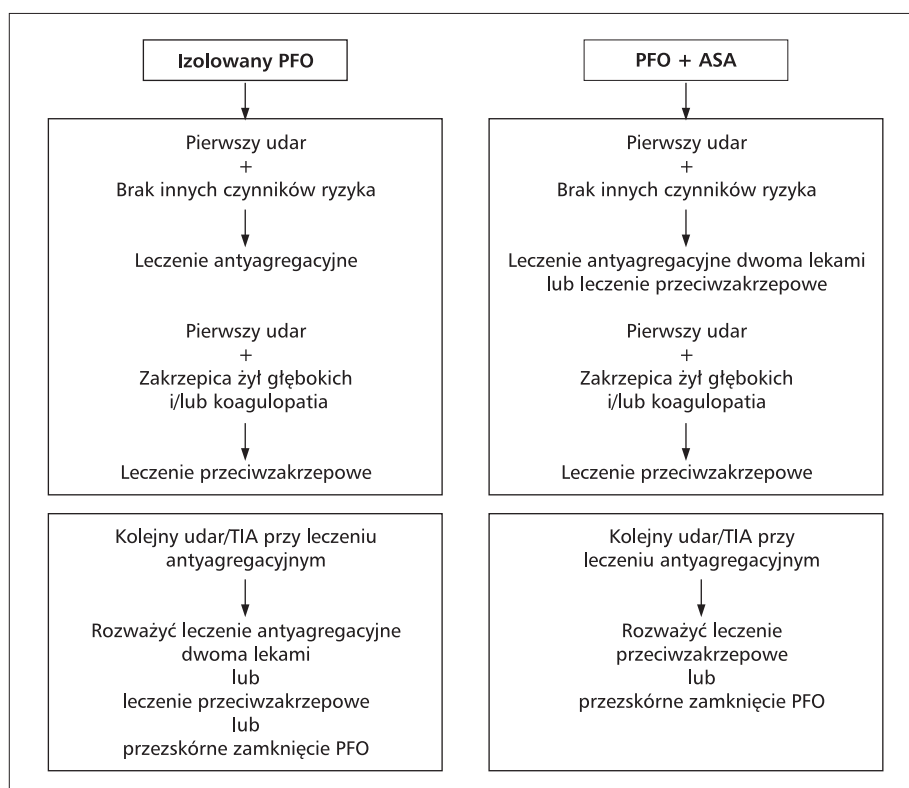 Izolowany PFO
Pierwszy udar
+
Brak innych czynników ryzyka
Leczenie antyagregacyjne
Pierwszy udar
+
Zakrzepica żył głębokich
i/lub koagulopatia
Leczenie przeciwzakrzepowe
Kolejny udar/TIA przy leczeniu
antyagregacyjnym
Rozważyć leczenie antyagregacyjne
dwoma lekami
lub
leczenie przeciwzakrzepowe
lub
przezskórne zamknięcie PFO
PFO + ASA
Pierwszy udar
+
Brak innych czynników ryzyka
Leczenie antyagregacyjne dwoma lekami
lub leczenie przeciwzakrzepowe
Pierwszy udar
+
Zakrzepica żył głębokich
i/lub koagulopatia
Leczenie przeciwzakrzepowe
Kolejny udar/TIA przy
leczeniu antyagregacyjnym
Rozważyć leczenie
przeciwzakrzepowe
lub
przezskórne zamknięcie PFO